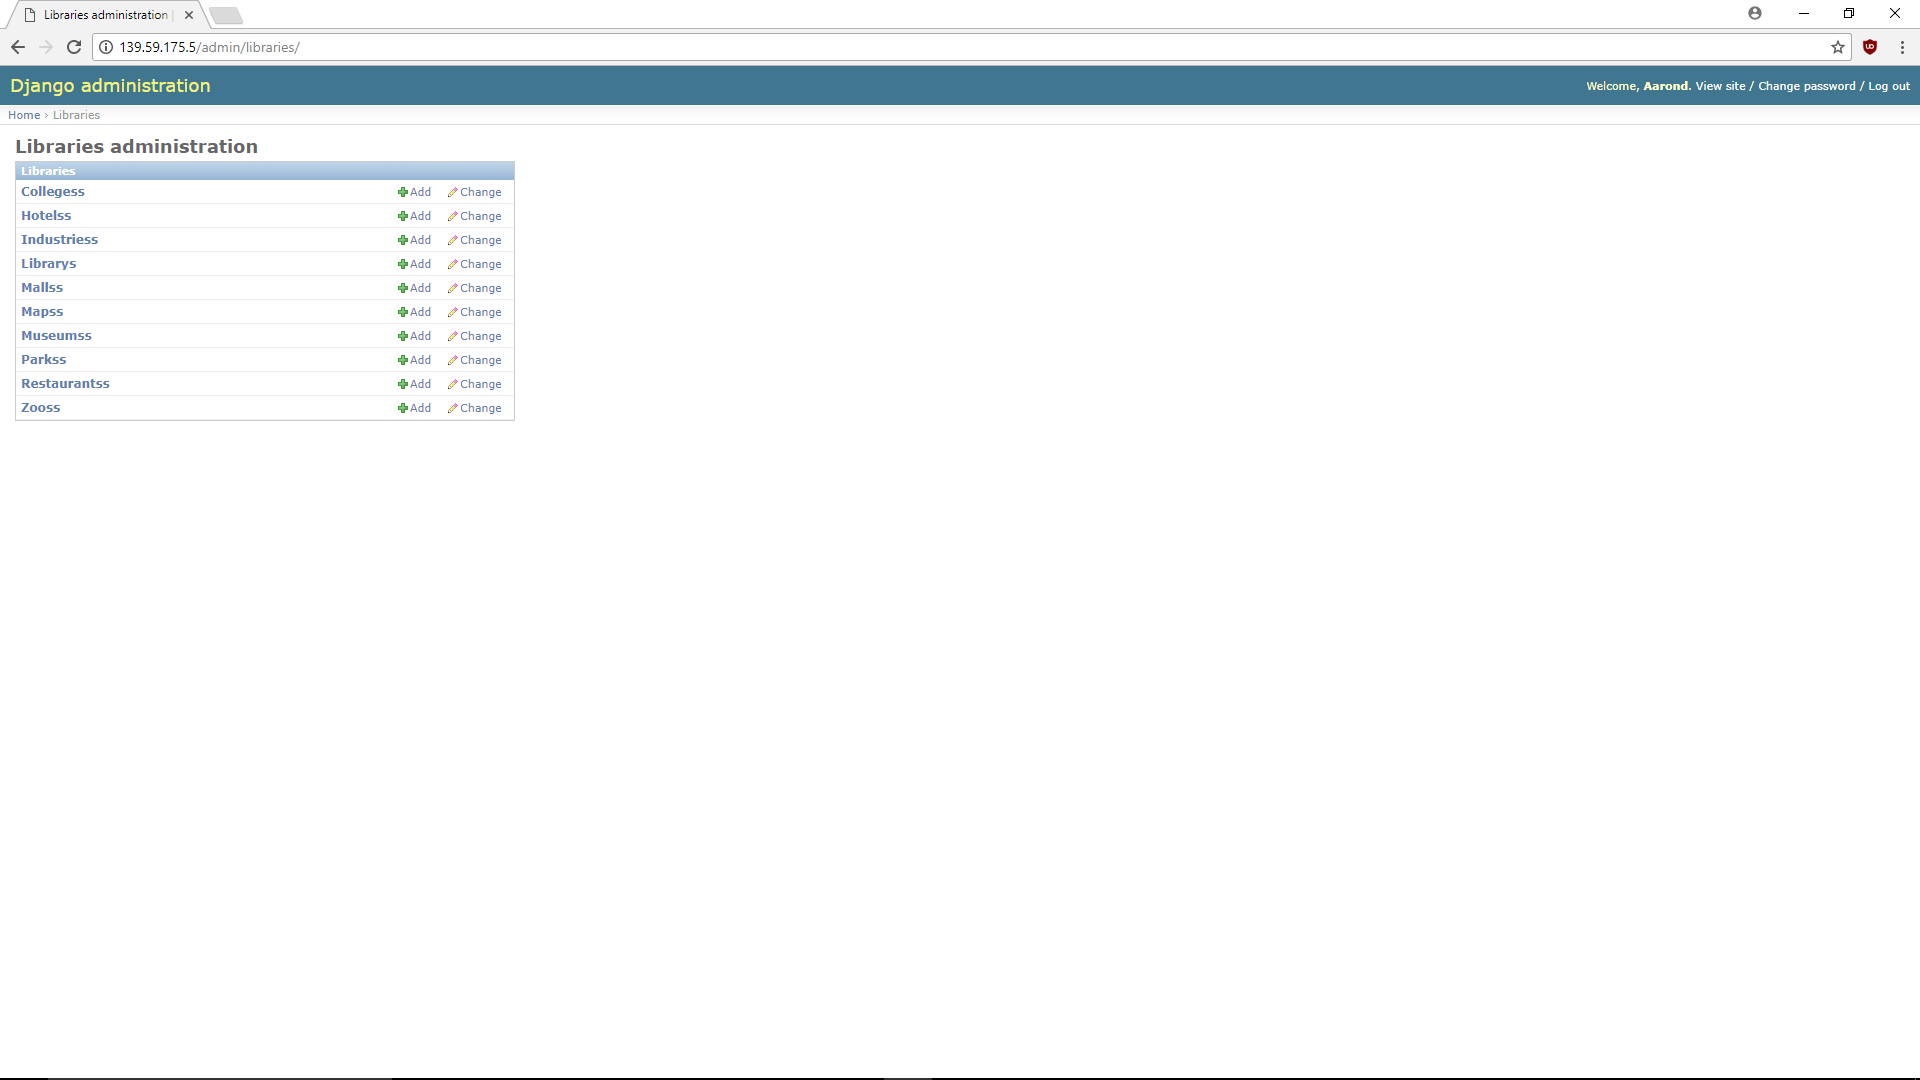 Libraries administration
139.59.175.5/admin/libraries/
Django administration
Welcome, Aarond. View site / Change password / Log out
Home › Libraries
Libraries administration
Libraries
Collegess Add Change
Hotelss Add Change
Industriess Add Change
Librarys Add Change
Mallss Add Change
Mapss Add Change
Museumss Add Change
Parkss Add Change
Restaurantss Add Change
Zooss Add Change